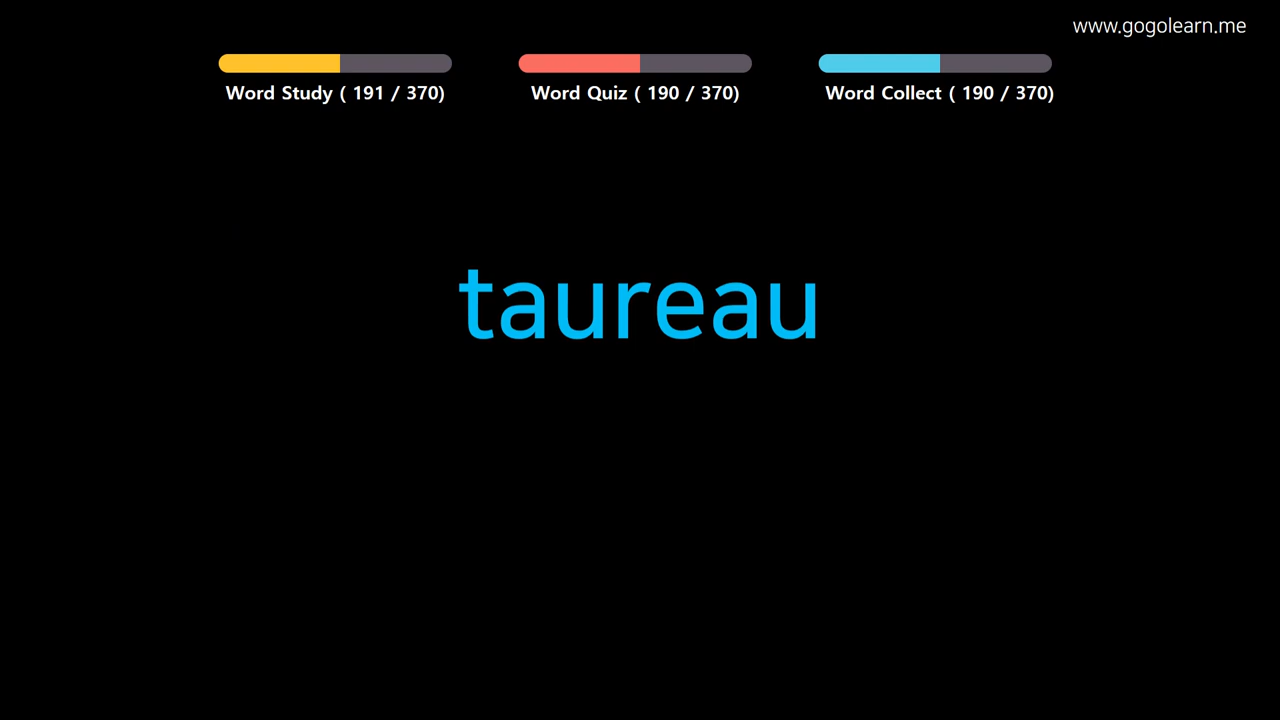 www.gogolearn.me
Word Study ( 191 / 370)
Word Quiz ( 190 / 370)
Word Collect ( 190 / 370)
taureau